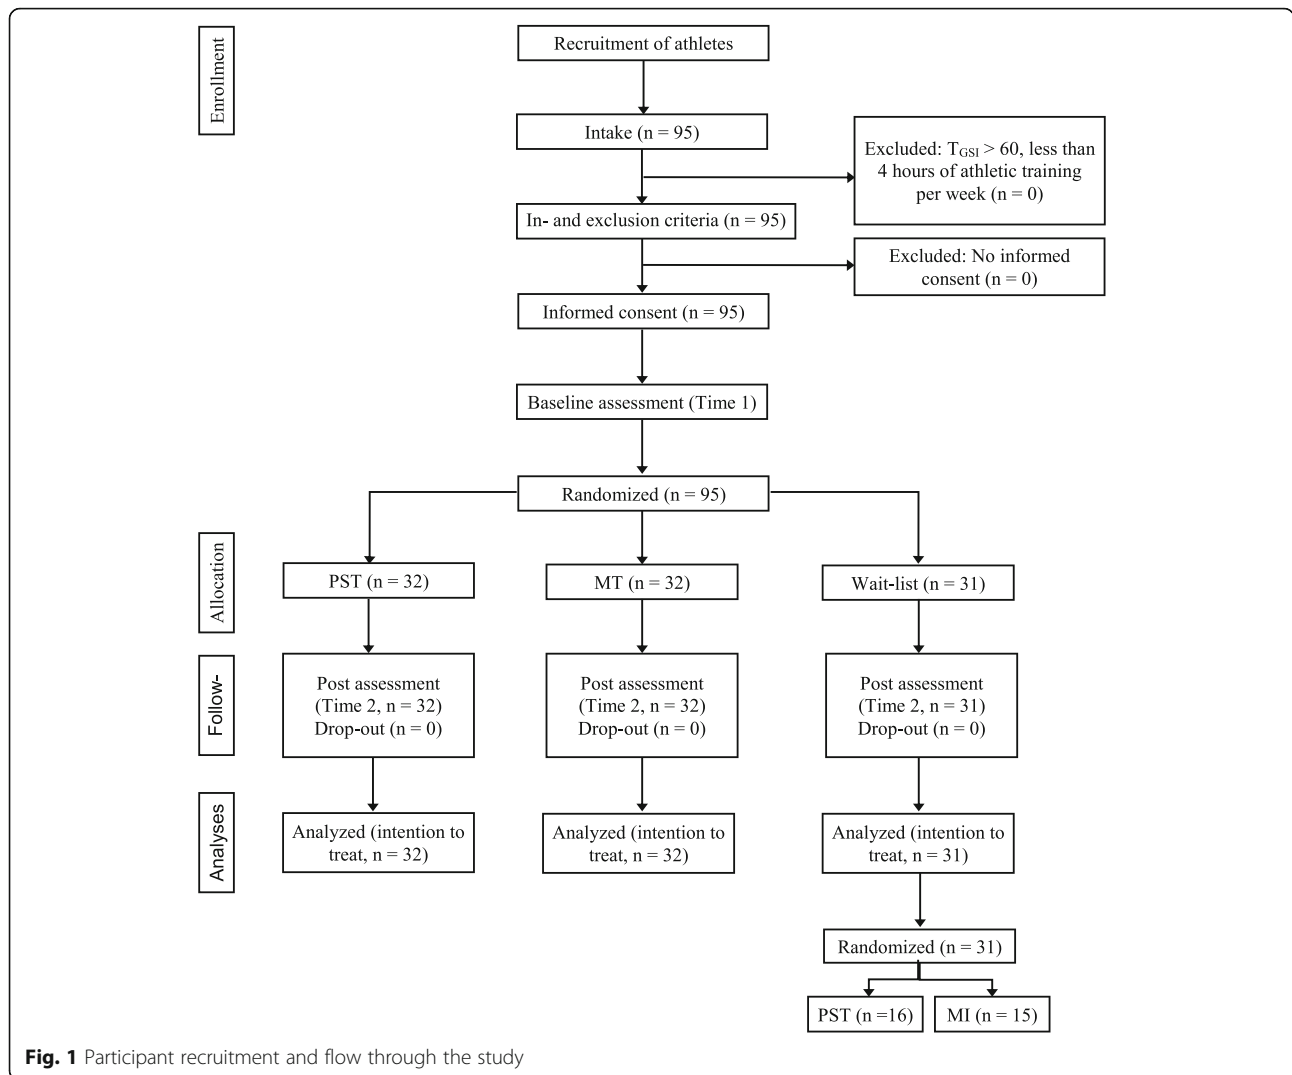 Enrollment
Recruitment of athletes
Intake (n = 95)
Excluded: TGSI > 60, less than
4 hours of athletic training
per week (n = 0)
In- and exclusion criteria (n = 95)
Excluded: No informed
consent (n = 0)
Informed consent (n = 95)
Baseline assessment (Time 1)
Randomized (n = 95)
Allocation
PST (n = 32)
MT (n = 32)
Wait-list (n = 31)
Follow-
Post assessment
(Time 2, n = 32)
Drop-out (n = 0)
Post assessment
(Time 2, n = 32)
Drop-out (n = 0)
Post assessment
(Time 2, n = 31)
Drop-out (n = 0)
Analyses
Analyzed (intention to
treat, n = 32)
Analyzed (intention to
treat, n = 32)
Analyzed (intention to
treat, n = 31)
Randomized (n = 31)
PST (n =16)
MI (n = 15)
Fig. 1 Participant recruitment and flow through the study